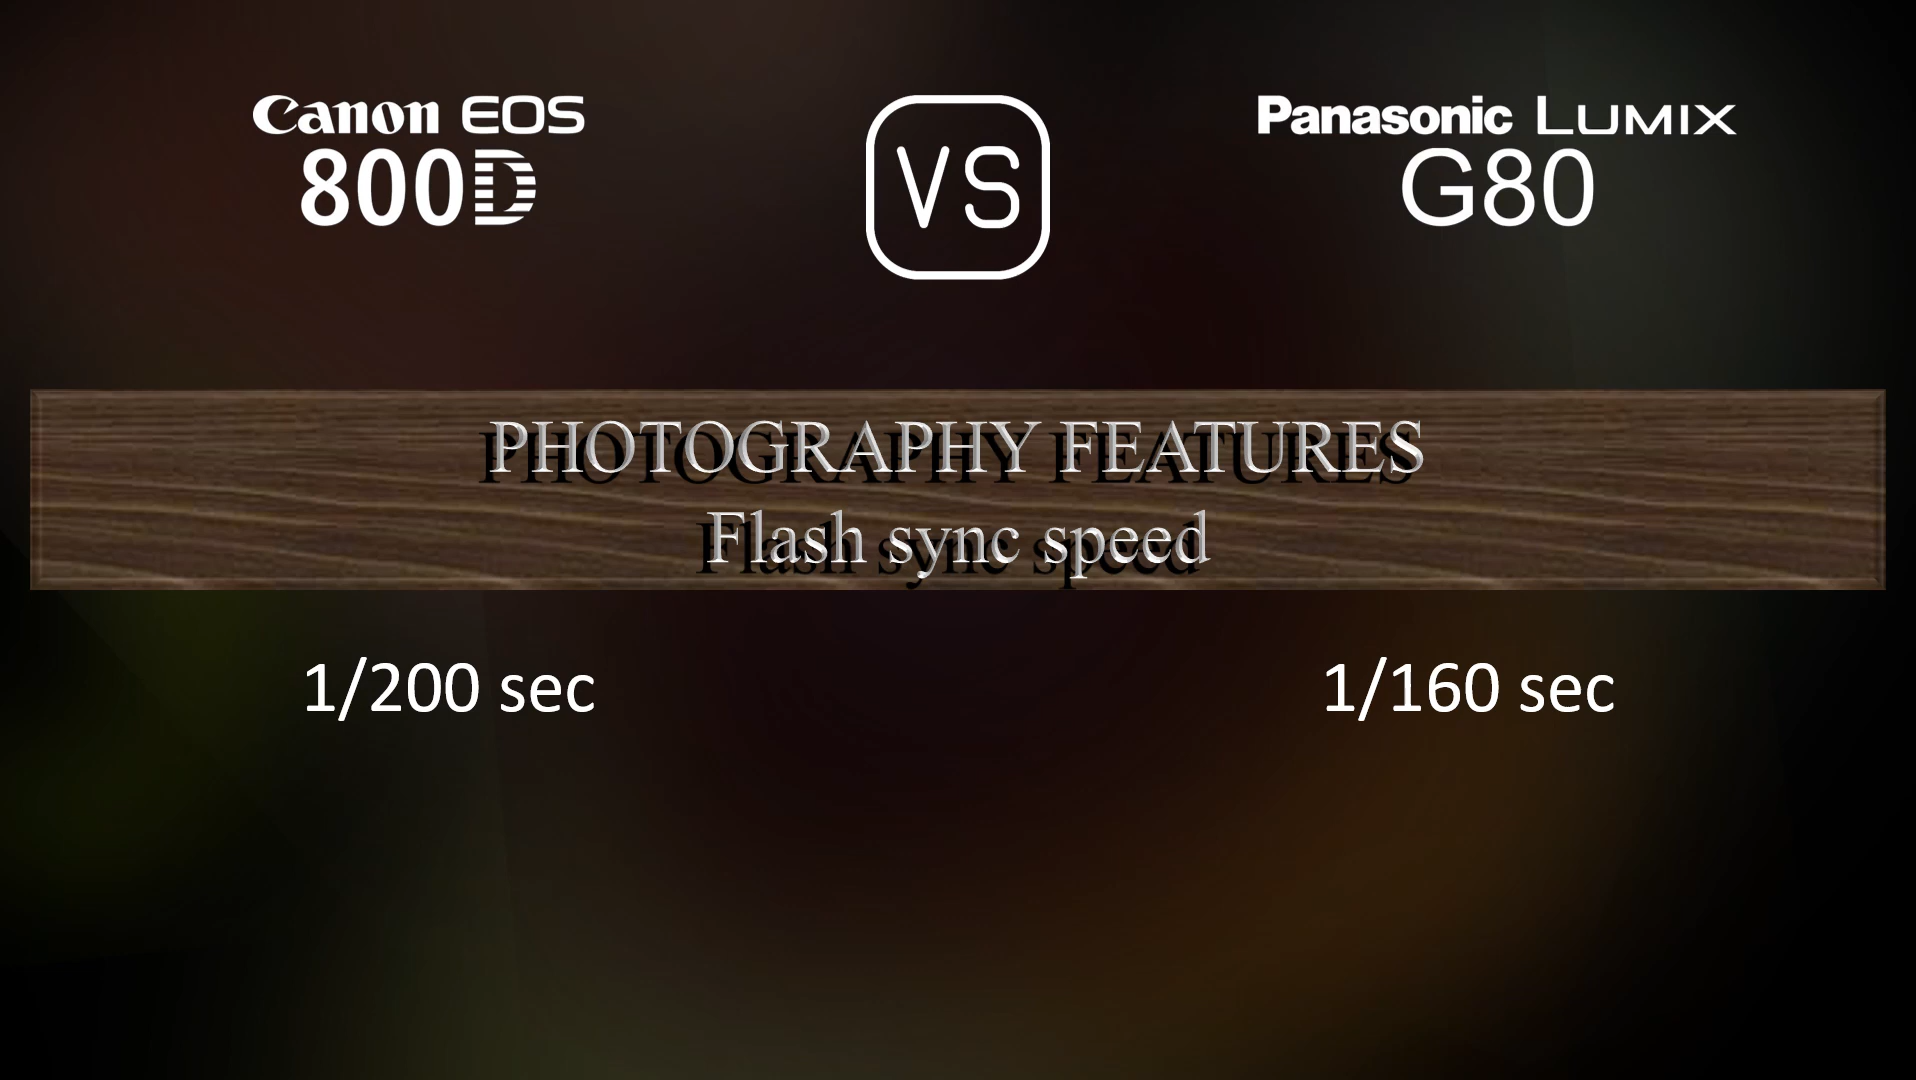 Canon EOS
800D
VS
Panasonic LUMIX
G80
PHOTOGRAPHY FEATURES
Flash sync speed
1/200 sec
1/160 sec